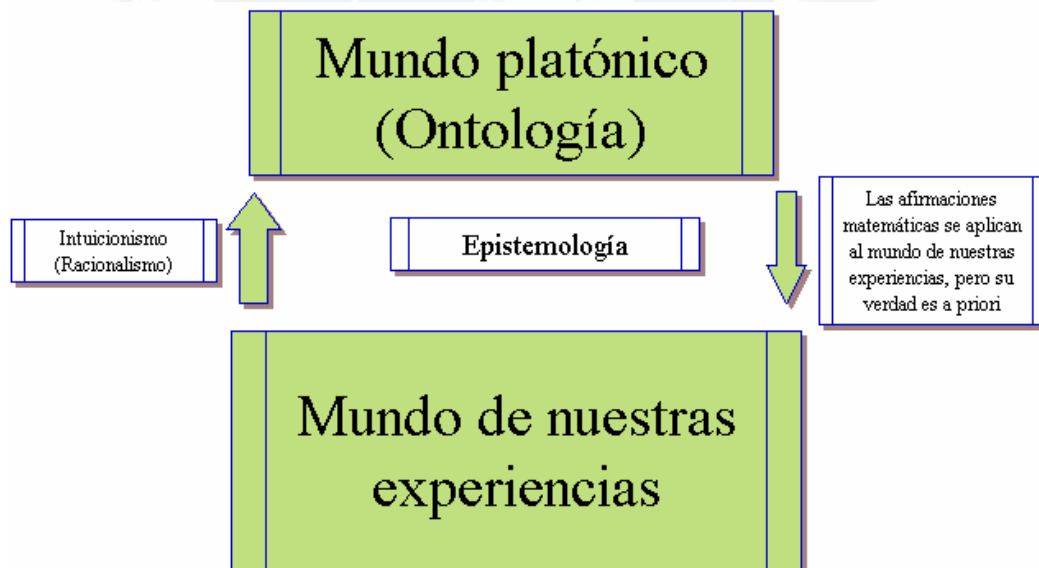 Mundo platónico
(Ontología)
Intuicionismo
(Racionalismo)
Epistemología
Las afirmaciones
matemáticas se aplican
al mundo de nuestras
experiencias, pero su
verdad es a priori
Mundo de nuestras
experiencias